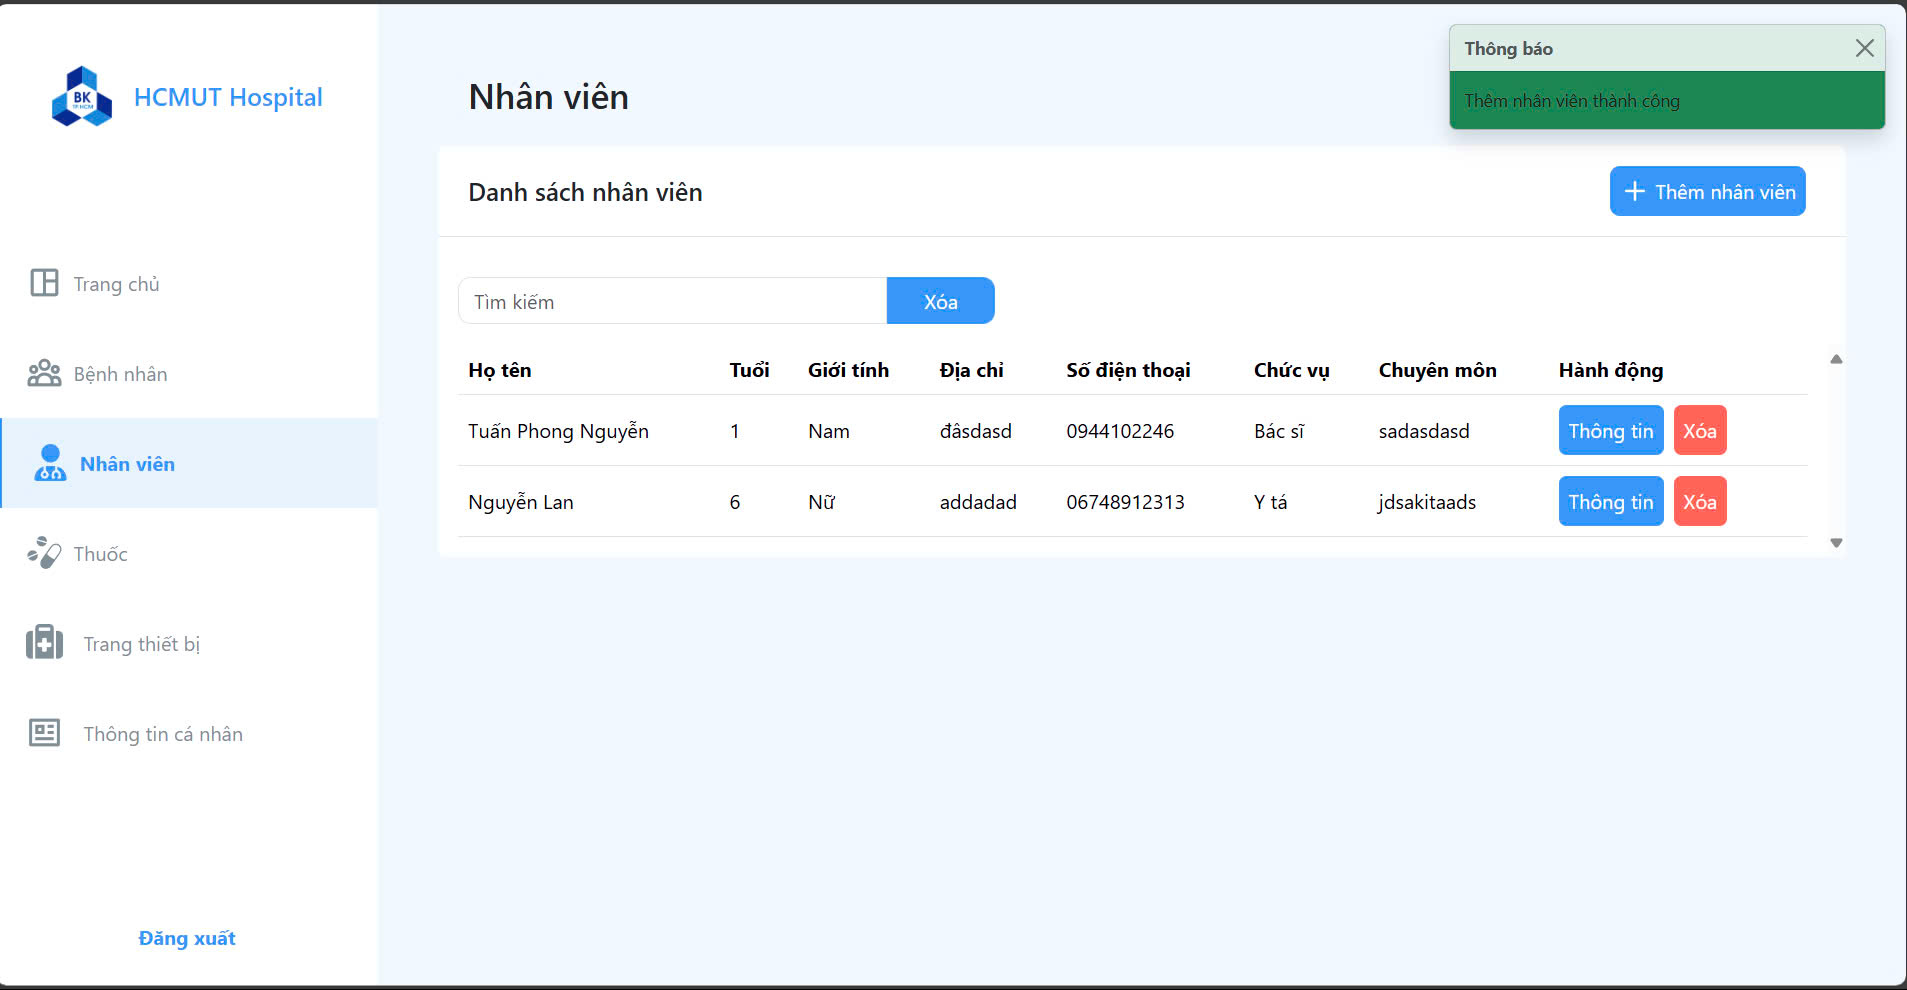 BK
TP.HCM
HCMUT Hospital
Trang chủ
Bệnh nhân
Nhân viên
Thuốc
Trang thiết bị
Thông tin cá nhân
Đăng xuất
Nhân viên
Thông báo
Thêm nhân viên thành công
Danh sách nhân viên
Thêm nhân viên
Tìm kiếm Xóa
Họ tên Tuổi Giới tính Địa chỉ Số điện thoại Chức vụ Chuyên môn Hành động
Tuấn Phong Nguyễn 1 Nam đâsdasd 0944102246 Bác sĩ sadasdasd Thông tin Xóa
Nguyễn Lan 6 Nữ addadad 06748912313 Y tá jdsakitaads Thông tin Xóa